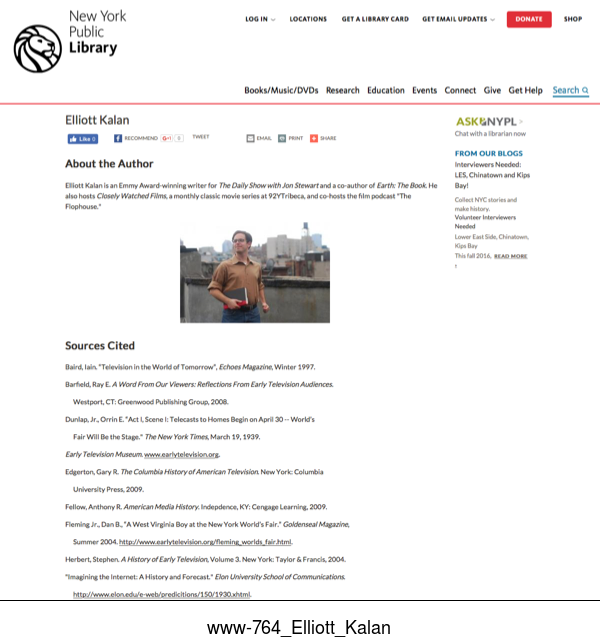 New York
Public
Library
LOG IN
LOCATIONS
GET A LIBRARY CARD
GET EMAIL UPDATES
DONATE
SHOP
Books/Music/DVDs Research Education Events Connect Give Get Help Search
Elliott Kalan
Like 0
RECOMMEND
G+1 0
TWEET
EMAIL
PRINT
SHARE
About the Author
Elliott Kalan is an Emmy Award-winning writer for The Daily Show with Jon Stewart and a co-author of Earth: The Book. He
also hosts Closely Watched Films, a monthly classic movie series at 92YTribeca, and co-hosts the film podcast "The
Flophouse."
ASK NYPL >
Chat with a librarian now
FROM OUR BLOGS
Interviewers Needed:
LES, Chinatown and Kips
Bay!
Collect NYC stories and
make history.
Volunteer Interviewers
Needed
Lower East Side, Chinatown,
Kips Bay
This fall 2016, READ MORE
Sources Cited
Baird, Iain. "Television in the World of Tomorrow", Echoes Magazine, Winter 1997.
Barfield, Ray E. A Word From Our Viewers: Reflections From Early Television Audiences.
Westport, CT: Greenwood Publishing Group, 2008.
Dunlap, Jr., Orrin E. "Act I, Scene I: Telecasts to Homes Begin on April 30 -- World's
Fair Will Be the Stage." The New York Times, March 19, 1939.
Early Television Museum. www.earlytelevision.org.
Edgerton, Gary R. The Columbia History of American Television. New York: Columbia
University Press, 2009.
Fellow, Anthony R. American Media History. Indepdence, KY: Cengage Learning, 2009.
Fleming Jr., Dan B., "A West Virginia Boy at the New York World's Fair." Goldenseal Magazine,
Summer 2004. http://www.earlytelevision.org/fleming_worlds_fair.html.
Herbert, Stephen. A History of Early Television, Volume 3. New York: Taylor & Francis, 2004.
"Imagining the Internet: A History and Forecast." Elon University School of Communications.
http://www.elon.edu/e-web/predicitions/150/1930.xhtml.
www-764_Elliott_Kalan